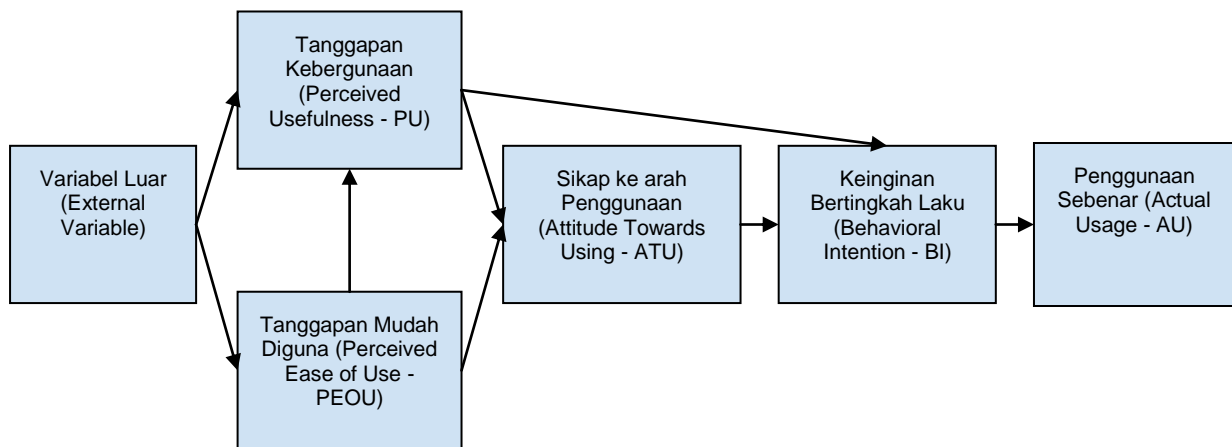 Variabel Luar
(External
Variable)
Tanggapan
Kebergunaan
(Perceived
Usefulness - PU)
Tanggapan Mudah
Diguna (Perceived
Ease of Use -
PEOU)
Sikap ke arah
Penggunaan
(Attitude Towards
Using - ATU)
Keinginan
Bertingkah Laku
(Behavioral
Intention - BI)
Penggunaan
Sebenar (Actual
Usage - AU)